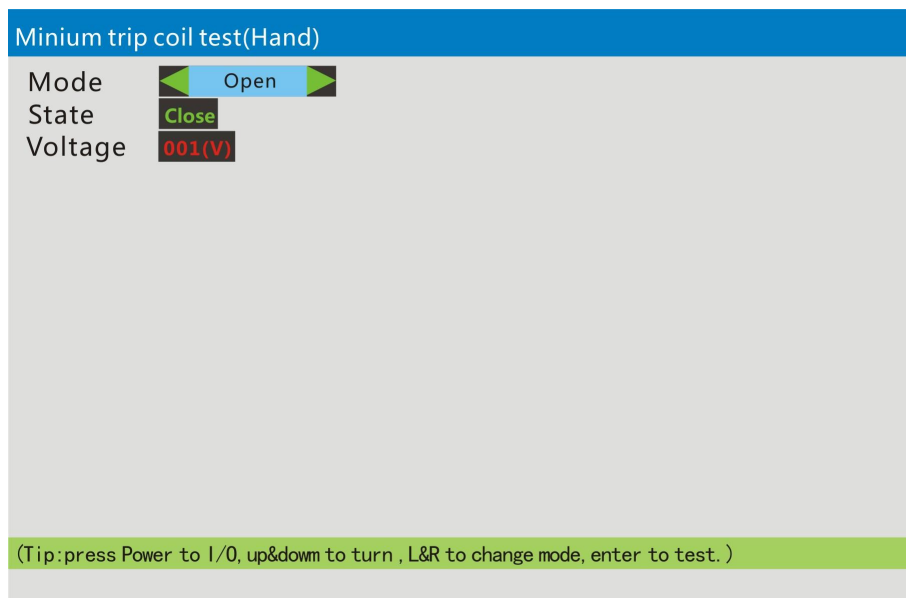 Minium trip coil test(Hand)
Mode Open
State Close
Voltage 001(V)
(Tip:press Power to I/0, up&dowm to turn , L&R to change mode, enter to test.)